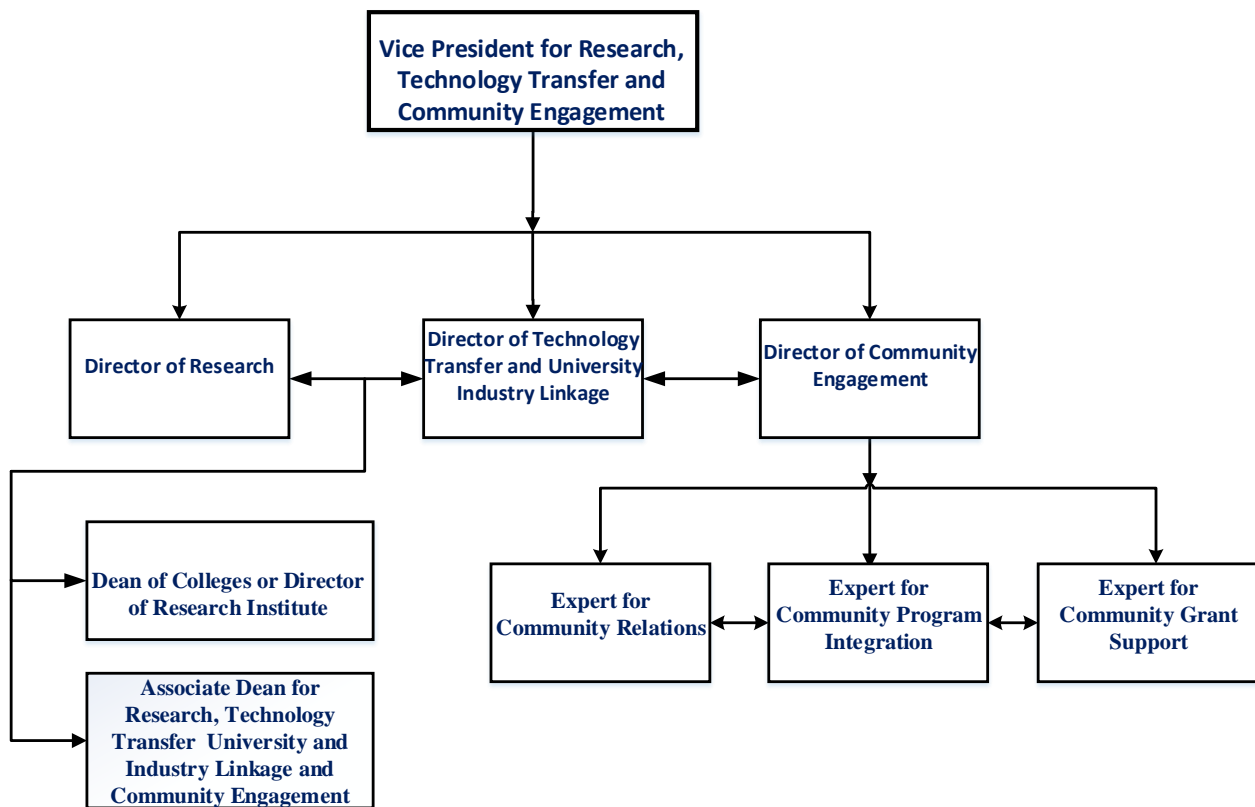 Vice President for Research,
Technology Transfer and
Community Engagement
Director of Research
Director of Technology
Transfer and University
Industry Linkage
Director of Community
Engagement
Dean of Colleges or Director
of Research Institute
Associate Dean for
Research, Technology
Transfer University and
Industry Linkage and
Community Engagement
Expert for
Community Relations
Expert for
Community Program
Integration
Expert for
Community Grant
Support